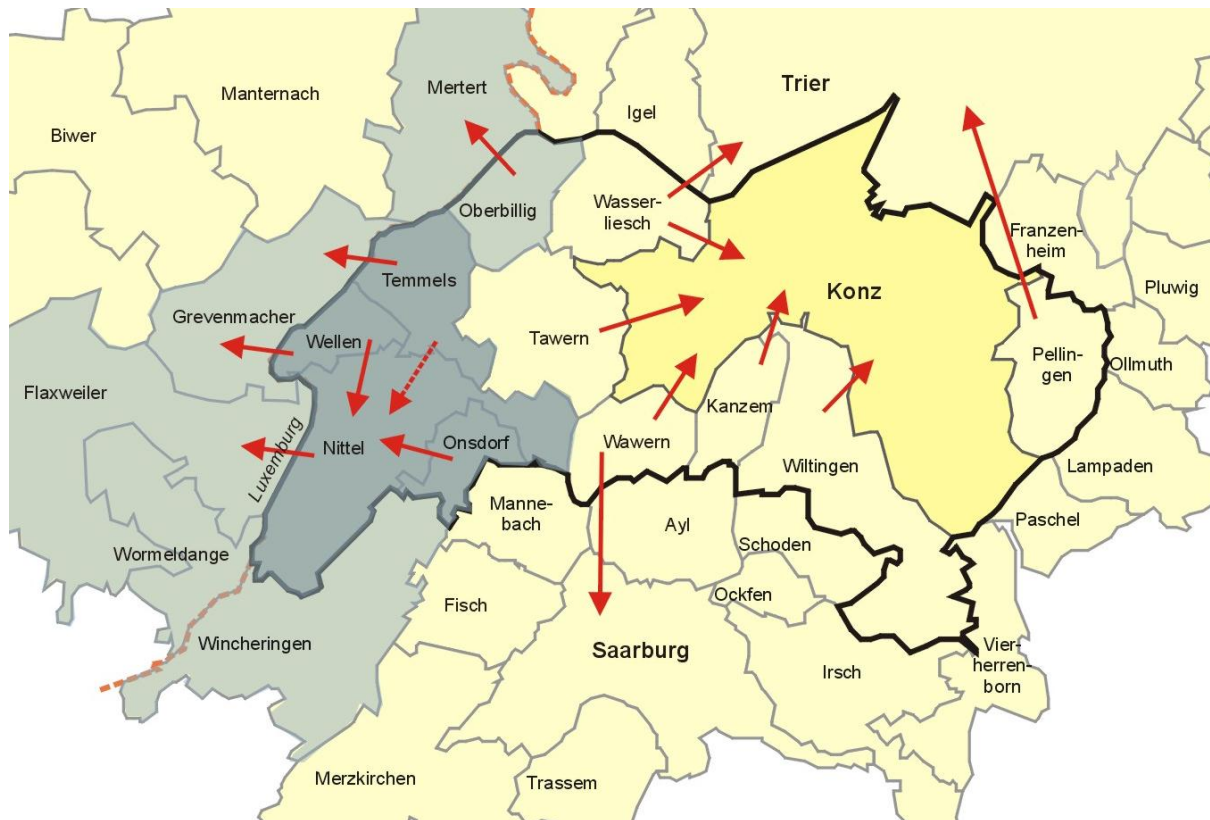 Trier
Mertert
Manternach
Igel
Biwer
Wasser-
liesch
Oberbillig
Franzen-
heim
Temmels
Pluwig
Konz
Grevenmacher
Wellen
Tawern
Pellin-
gen
Ollmuth
Flaxweiler
Kanzem
Luxemburg
Nittel
Onsdorf
Wawern
Wiltingen
Lampaden
Manne-
bach
Ayl
Paschel
Schoden
Wormeldange
Ockfen
Fisch
Wincheringen
Saarburg
Irsch
Vier-
herren-
born
Merzkirchen
Trassem